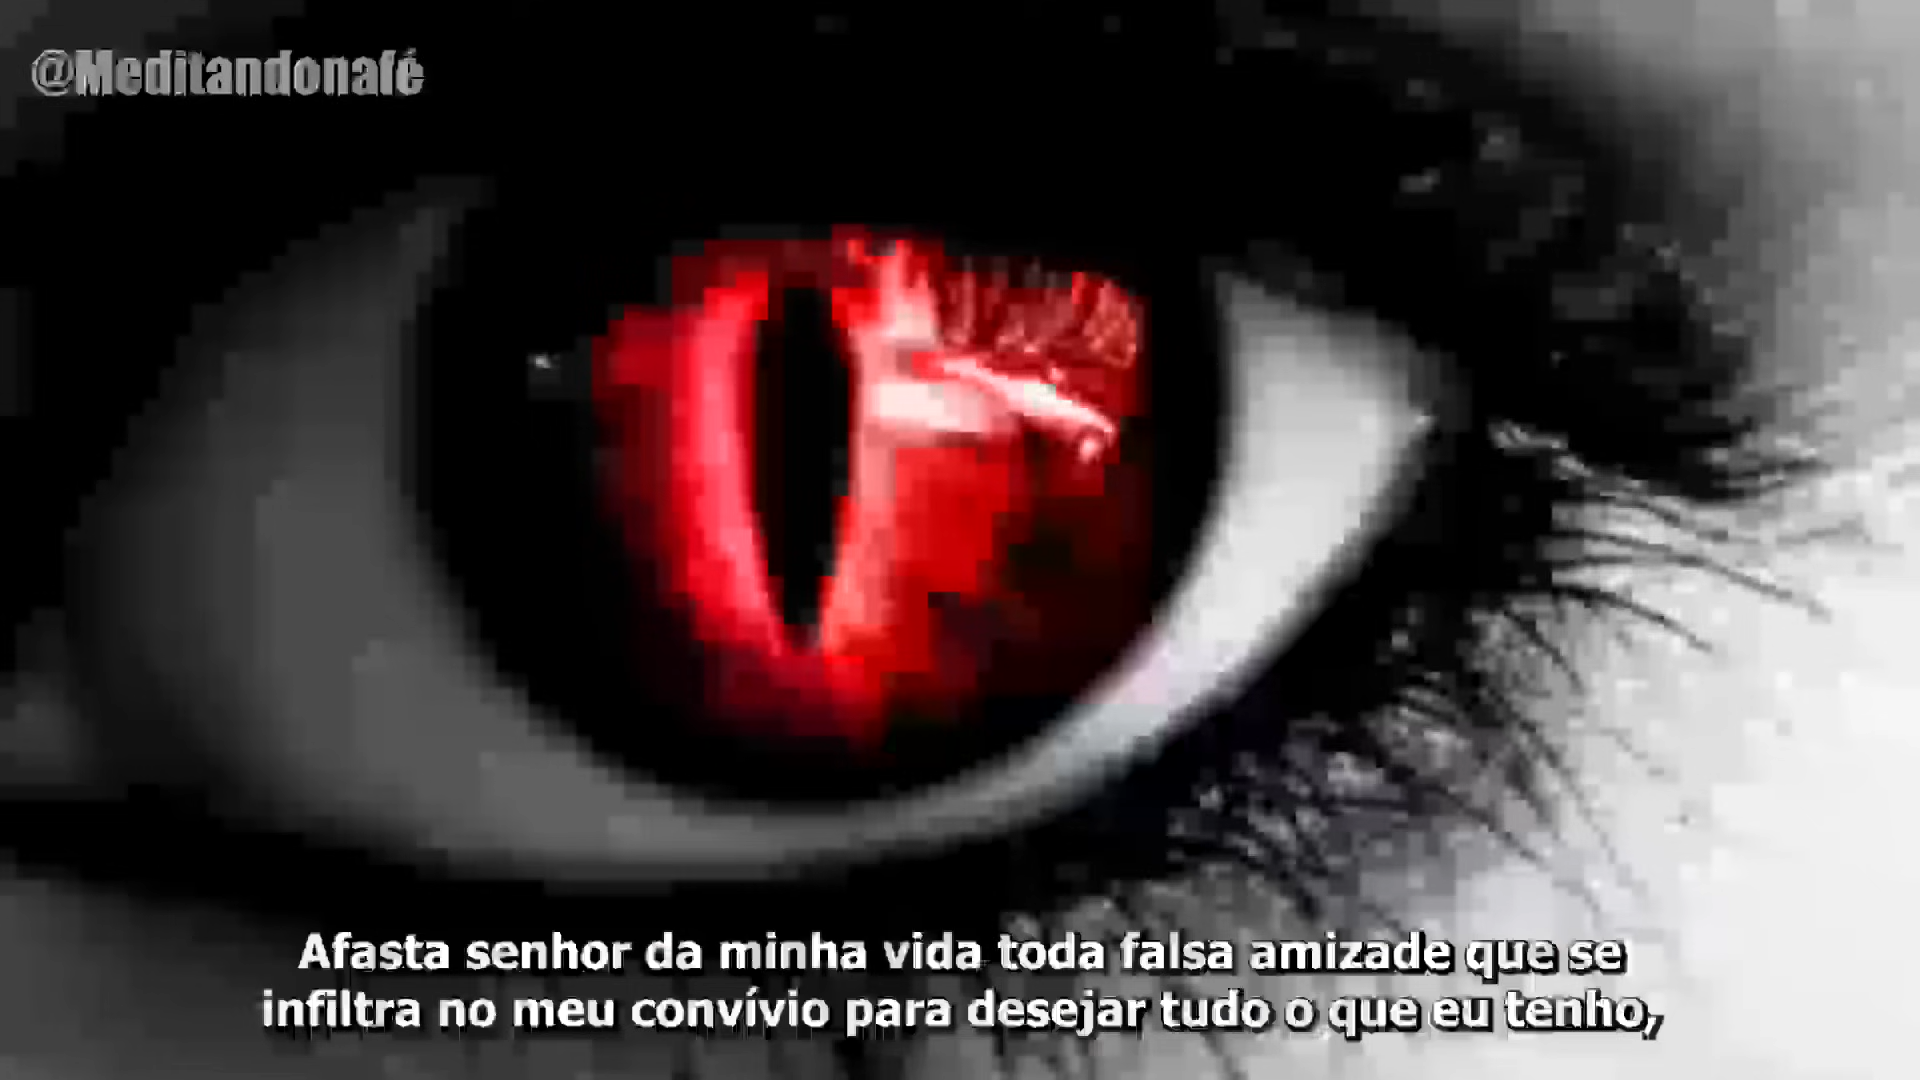 @Meditandonafé
Afasta senhor da minha vida toda falsa amizade que se
infiltra no meu convívio para desejar tudo o que eu tenho,